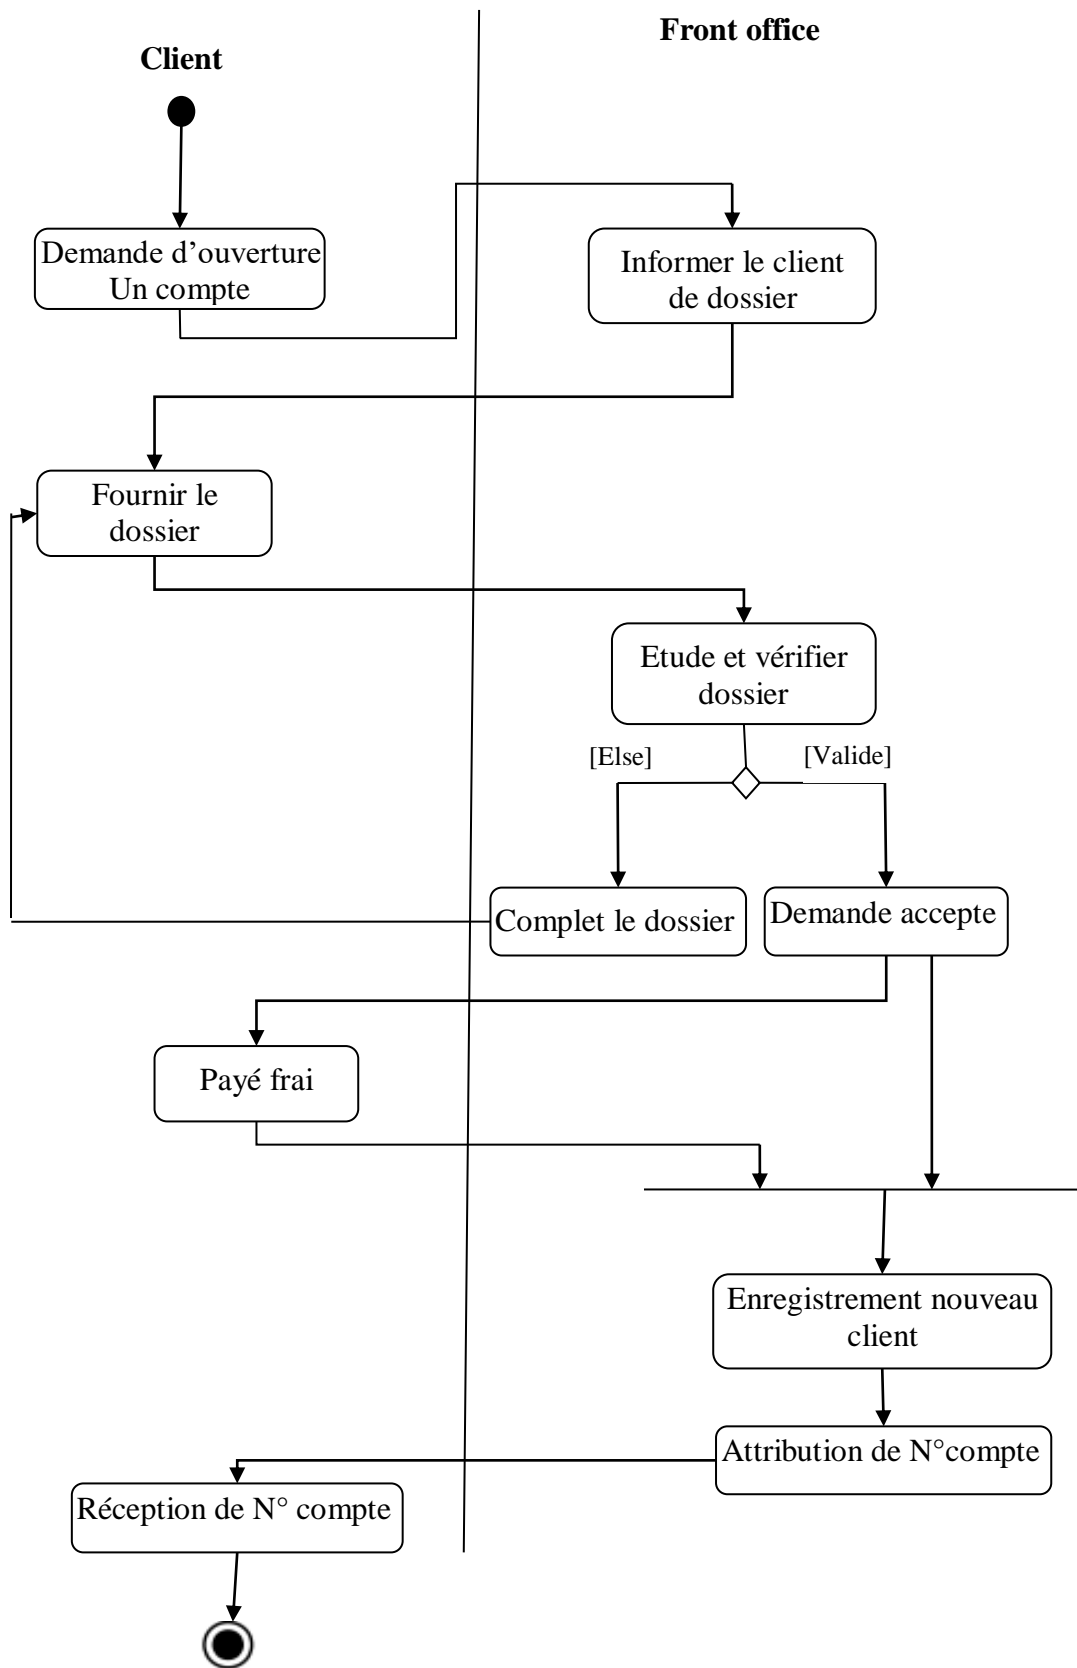 Client
Front office
Demande d’ouverture
Un compte
Informer le client
de dossier
Fournir le
dossier
Etude et vérifier
dossier
[Else]
[Valide]
Complet le dossier
Demande accepte
Payé frai
Enregistrement nouveau
client
Attribution de N°compte
Réception de N° compte